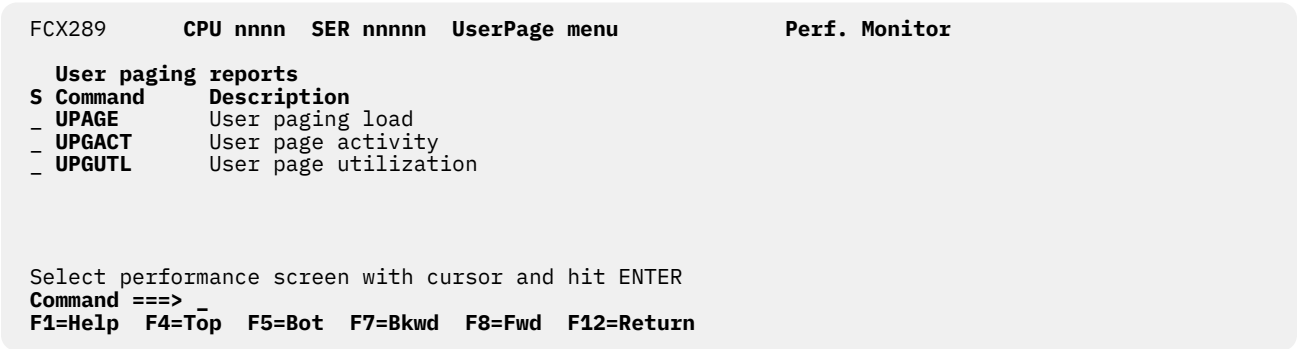 FCX289      CPU nnnn  SER nnnnn  UserPage menu             Perf. Monitor
  User paging reports
S Command     Description
_ UPAGE       User paging load
_ UPGACT      User page activity
_ UPGUTL      User page utilization
Select performance screen with cursor and hit ENTER
Command ===> _
F1=Help  F4=Top  F5=Bot  F7=Bkwd  F8=Fwd  F12=Return